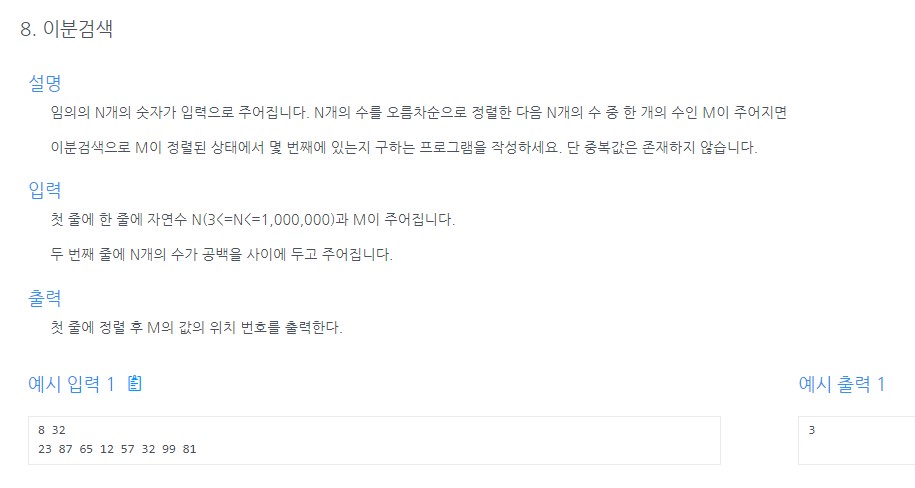 8. 이분검색
설명
임의의 N개의 숫자가 입력으로 주어집니다. N개의 수를 오름차순으로 정렬한 다음 N개의 수 중 한 개의 수인 M이 주어지면
이분검색으로 M이 정렬된 상태에서 몇 번째에 있는지 구하는 프로그램을 작성하세요. 단 중복값은 존재하지 않습니다.
입력
첫 줄에 한 줄에 자연수 N(3<=N<=1,000,000)과 M이 주어집니다.
두 번째 줄에 N개의 수가 공백을 사이에 두고 주어집니다.
출력
첫 줄에 정렬 후 M의 값의 위치 번호를 출력한다.
예시 입력 1
8 32
23 87 65 12 57 32 99 81
예시 출력 1
3